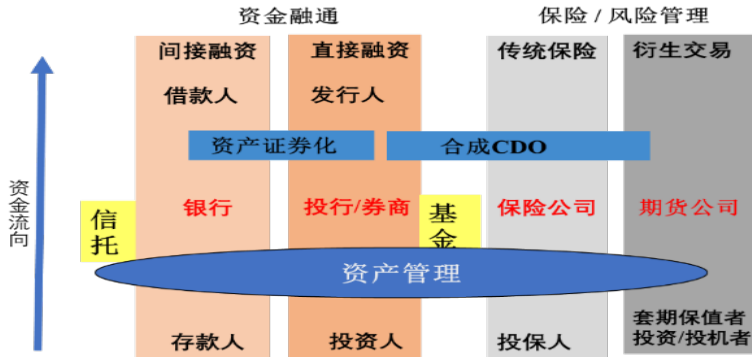 资金融通
保险 / 风险管理
间接融资
直接融资
传统保险
衍生交易
借款人
发行人
资产证券化
合成CDO
资金流向
信托
银行
投行/券商
基金
保险公司
期货公司
资产管理
存款人
投资人
投保人
套期保值者
投资/投机者